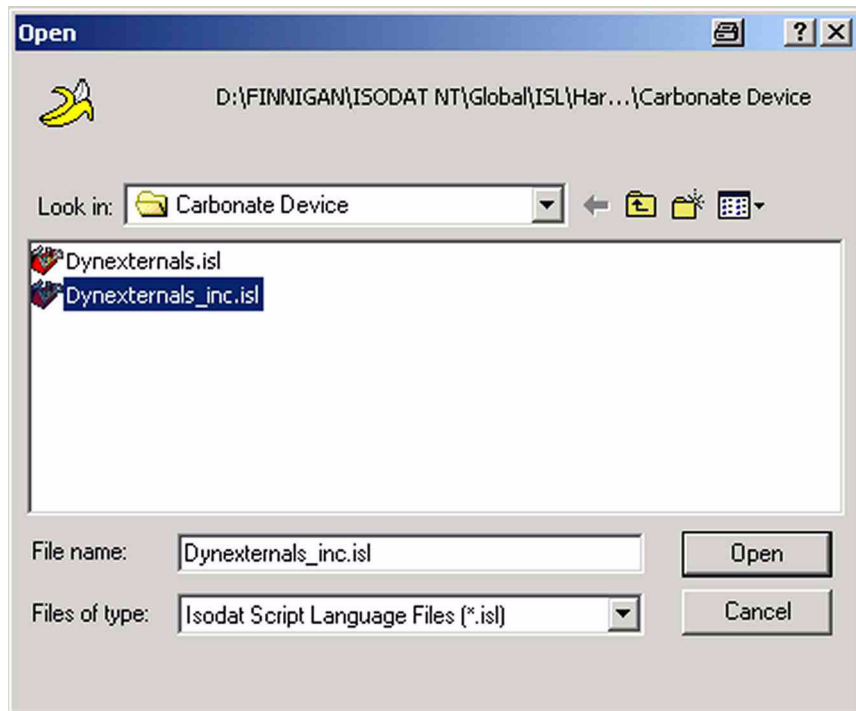 Open
D:\FINNIGAN\ISODAT NT\Global\ISL\Har...\Carbonate Device
Look in: Carbonate Device
Dynexternals.isl
Dynexternals_inc.isl
File name: Dynexternals_inc.isl Open
Files of type: Isodat Script Language Files (*.isl) Cancel